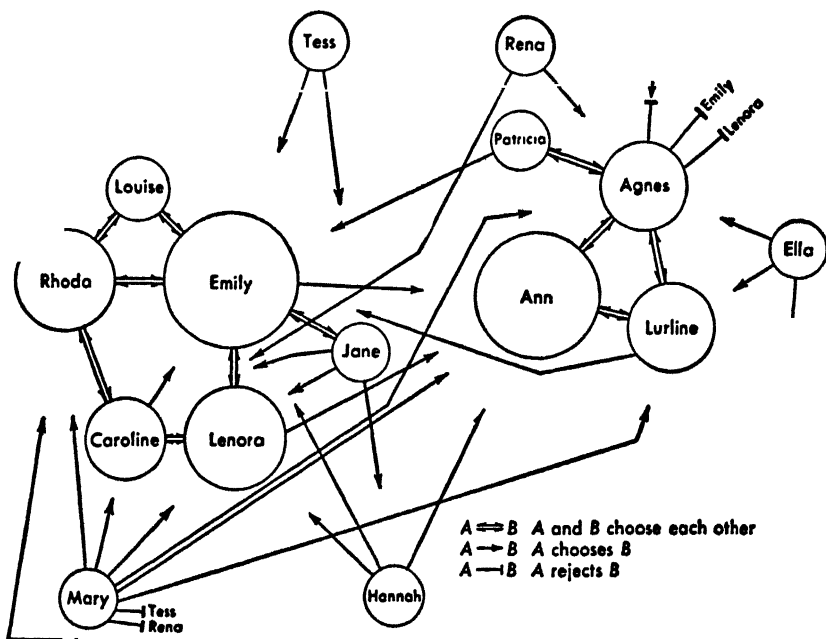 Tess
Rena
Emily
Lenora
Patricia
Agnes
Louise
Ella
Rhoda
Emily
Ann
Lurline
Jane
Caroline
Lenora
A ⇌ B A and B choose each other
A → B A chooses B
A ⊣ B A rejects B
Mary
Tess
Rena
Hannah